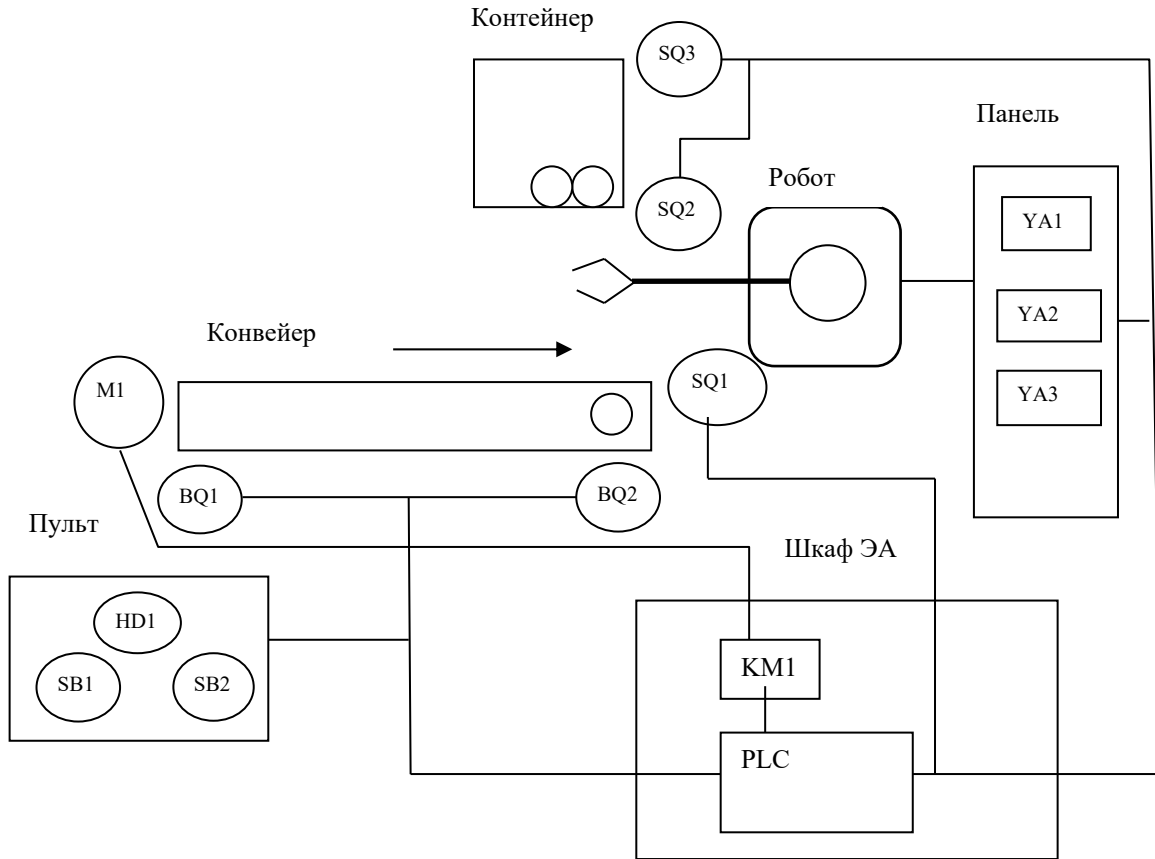 Контейнер
SQ3
Панель
Робот
SQ2
YA1
YA2
Конвейер
M1
SQ1
YA3
BQ1
BQ2
Пульт
Шкаф ЭА
HD1
KM1
SB1
SB2
PLC